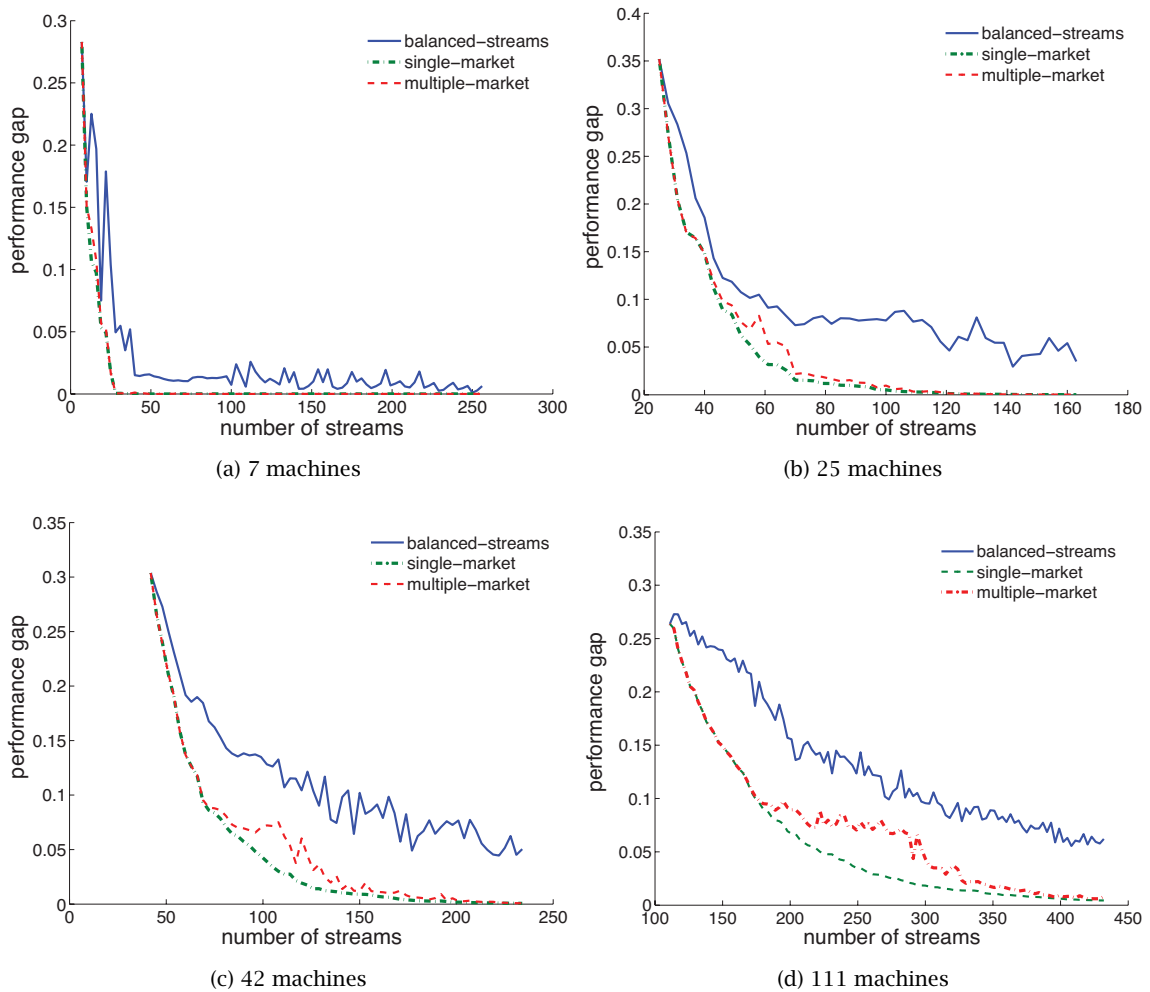 0.3
0.25
0.2
0.15
0.1
0.05
0
performance gap
balanced–streams
single–market
multiple–market
0 50 100 150 200 250 300
number of streams
(a) 7 machines
0.4
0.35
0.3
0.25
0.2
0.15
0.1
0.05
0
performance gap
balanced–streams
single–market
multiple–market
20 40 60 80 100 120 140 160 180
number of streams
(b) 25 machines
0.35
0.3
0.25
0.2
0.15
0.1
0.05
0
performance gap
balanced–streams
single–market
multiple–market
0 50 100 150 200 250
number of streams
(c) 42 machines
0.35
0.3
0.25
0.2
0.15
0.1
0.05
0
performance gap
balanced–streams
single–market
multiple–market
100 150 200 250 300 350 400 450
number of streams
(d) 111 machines